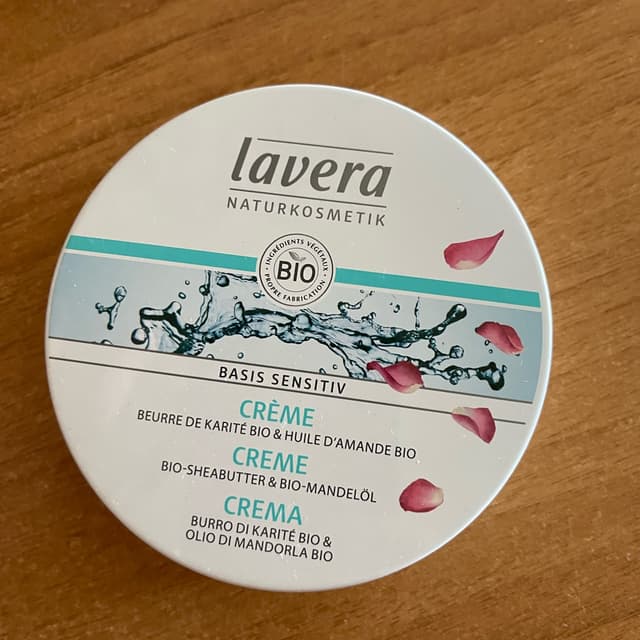 lavera
NATURKOSMETIK
INGRÉDIENTS VÉGÉTAUX
BIO
PROPRE FABRICATION
BASIS SENSITIV
CRÈME
BEURRE DE KARITÉ BIO & HUILE D'AMANDE BIO
CREME
BIO-SHEABUTTER & BIO-MANDELÖL
CREMA
BURRO DI KARITÉ BIO &
OLIO DI MANDORLA BIO